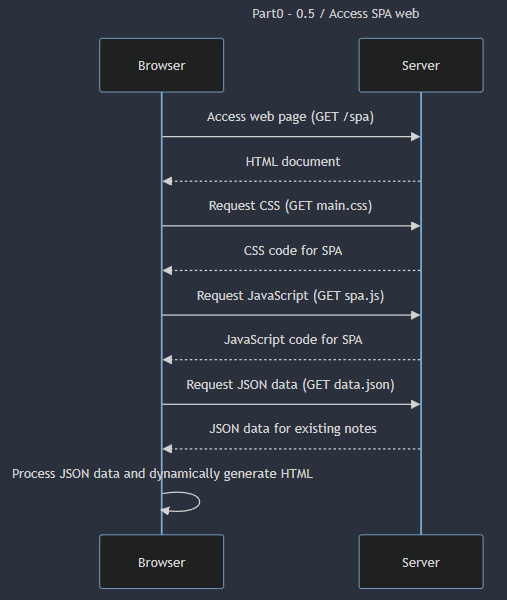 Part0 - 0.5 / Access SPA web
Browser
Server
Access web page (GET /spa)
HTML document
Request CSS (GET main.css)
CSS code for SPA
Request JavaScript (GET spa.js)
JavaScript code for SPA
Request JSON data (GET data.json)
JSON data for existing notes
Process JSON data and dynamically generate HTML
Browser
Server